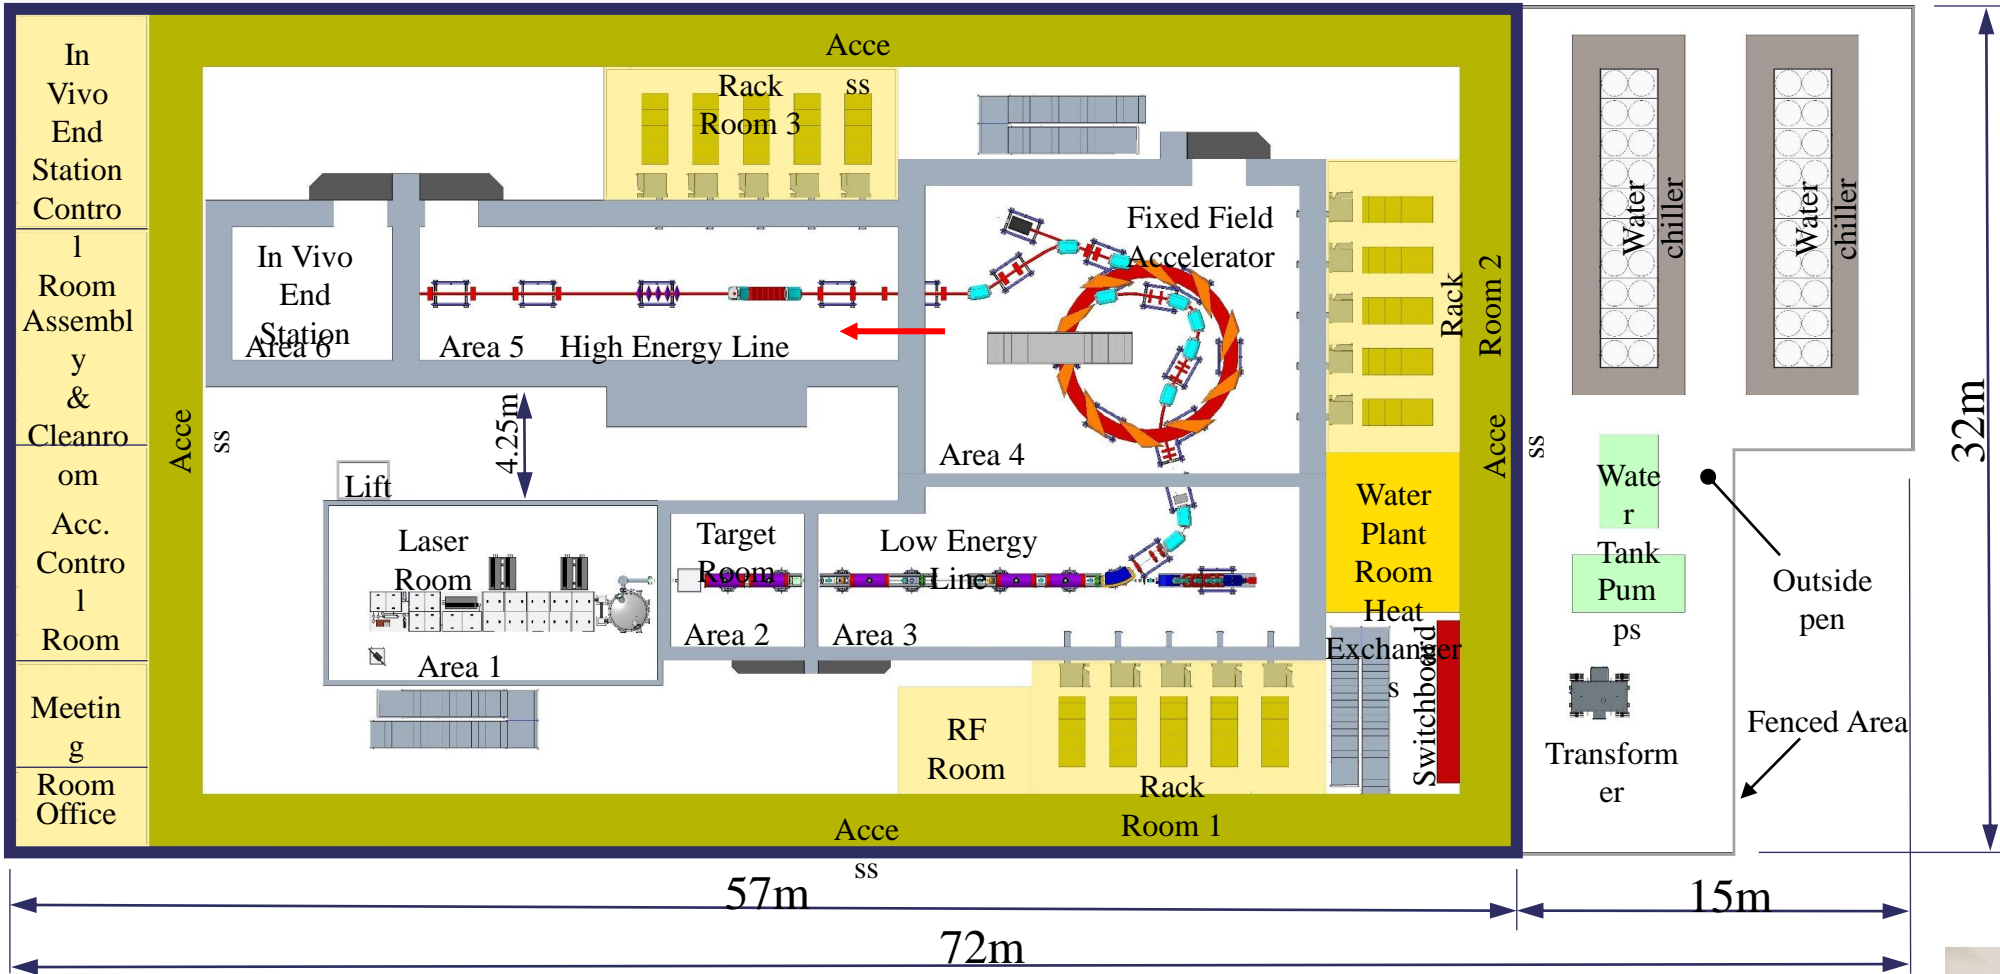 In
Vivo
End
Station
Contro
l
Room
Assembl
y
&
Cleanro
om
Acc.
Contro
l
Room
Meetin
g
Room
Office
Acce
ss
Rack
Room 3
Acce
ss
In Vivo
End
Station
Area 6
Area 5
High Energy Line
Fixed Field
Accelerator
Area 4
4.25m
Lift
Laser
Room
Area 1
Target
Room
Area 2
Low Energy
Line
Area 3
Rack
Room 2
Acce
ss
Water
Plant
Room
Heat
Exchanger
s
Switchboard
RF
Room
Rack
Room 1
Acce
ss
Water
chiller
Water
chiller
Wate
r
Tank
Pum
ps
Outside
pen
Transform
er
Fenced Area
32m
57m
15m
72m